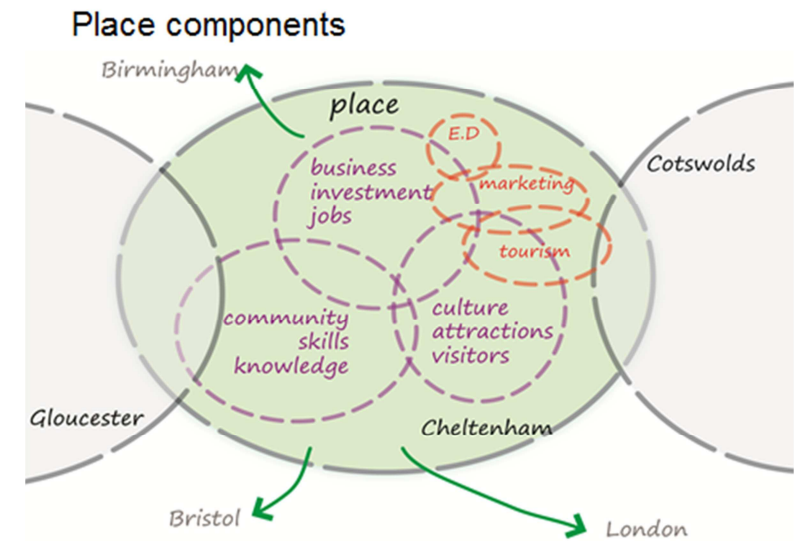 Place components
Birmingham
place
E.D
Cotswolds
business
investment
jobs
marketing
tourism
community
skills
knowledge
culture
attractions
visitors
Gloucester
Cheltenham
Bristol
London